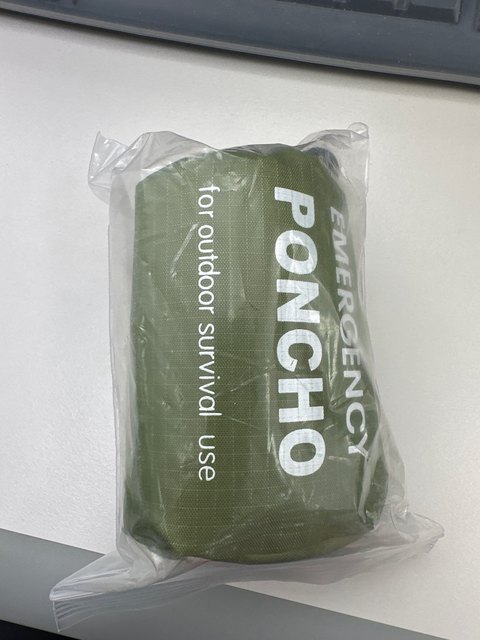 EMERGENCY
PONCHO
for outdoor survival use